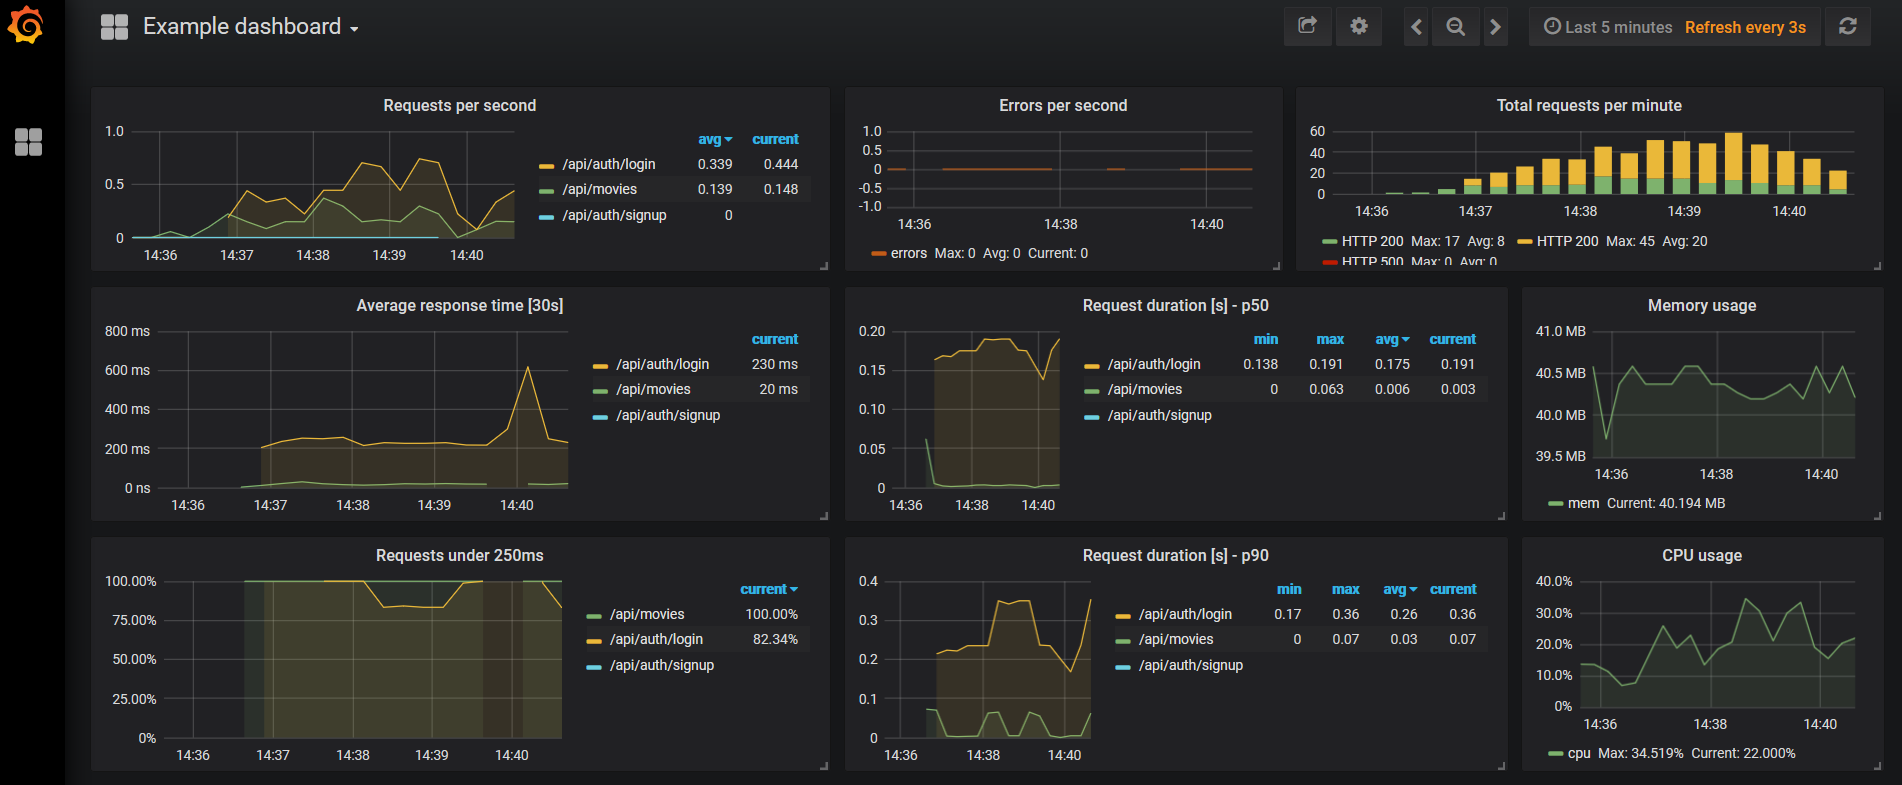 Example dashboard
Last 5 minutes Refresh every 3s
Requests per second
1.0
0.5
0
14:36 14:37 14:38 14:39 14:40
avg current
/api/auth/login 0.339 0.444
/api/movies 0.139 0.148
/api/auth/signup 0
Errors per second
1.0
0.5
0
-0.5
-1.0
14:36 14:38 14:40
errors Max: 0 Avg: 0 Current: 0
Total requests per minute
60
40
20
0
14:36 14:37 14:38 14:39 14:40
HTTP 200 Max: 17 Avg: 8 HTTP 200 Max: 45 Avg: 20
HTTP 500 Max: 0 Avg: 0
Average response time [30s]
800 ms
600 ms
400 ms
200 ms
0 ns
14:36 14:37 14:38 14:39 14:40
current
/api/auth/login 230 ms
/api/movies 20 ms
/api/auth/signup
Request duration [s] - p50
0.20
0.15
0.10
0.05
0
14:36 14:38 14:40
min max avg current
/api/auth/login 0.138 0.191 0.175 0.191
/api/movies 0 0.063 0.006 0.003
/api/auth/signup
Memory usage
41.0 MB
40.5 MB
40.0 MB
39.5 MB
14:36 14:38 14:40
mem Current: 40.194 MB
Requests under 250ms
100.00%
75.00%
50.00%
25.00%
0%
14:36 14:37 14:38 14:39 14:40
current
/api/movies 100.00%
/api/auth/login 82.34%
/api/auth/signup
Request duration [s] - p90
0.4
0.3
0.2
0.1
0
14:36 14:38 14:40
min max avg current
/api/auth/login 0.17 0.36 0.26 0.36
/api/movies 0 0.07 0.03 0.07
/api/auth/signup
CPU usage
40.0%
30.0%
20.0%
10.0%
0%
14:36 14:38 14:40
cpu Max: 34.519% Current: 22.000%